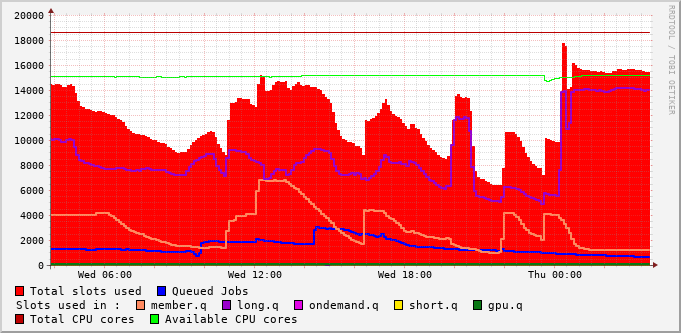 RRDTOOL / TOBI OETIKER
20000
18000
16000
14000
12000
10000
8000
6000
4000
2000
0
Wed 06:00 Wed 12:00 Wed 18:00 Thu 00:00
Total slots used Queued Jobs
Slots used in : member.q long.q ondemand.q short.q gpu.q
Total CPU cores Available CPU cores